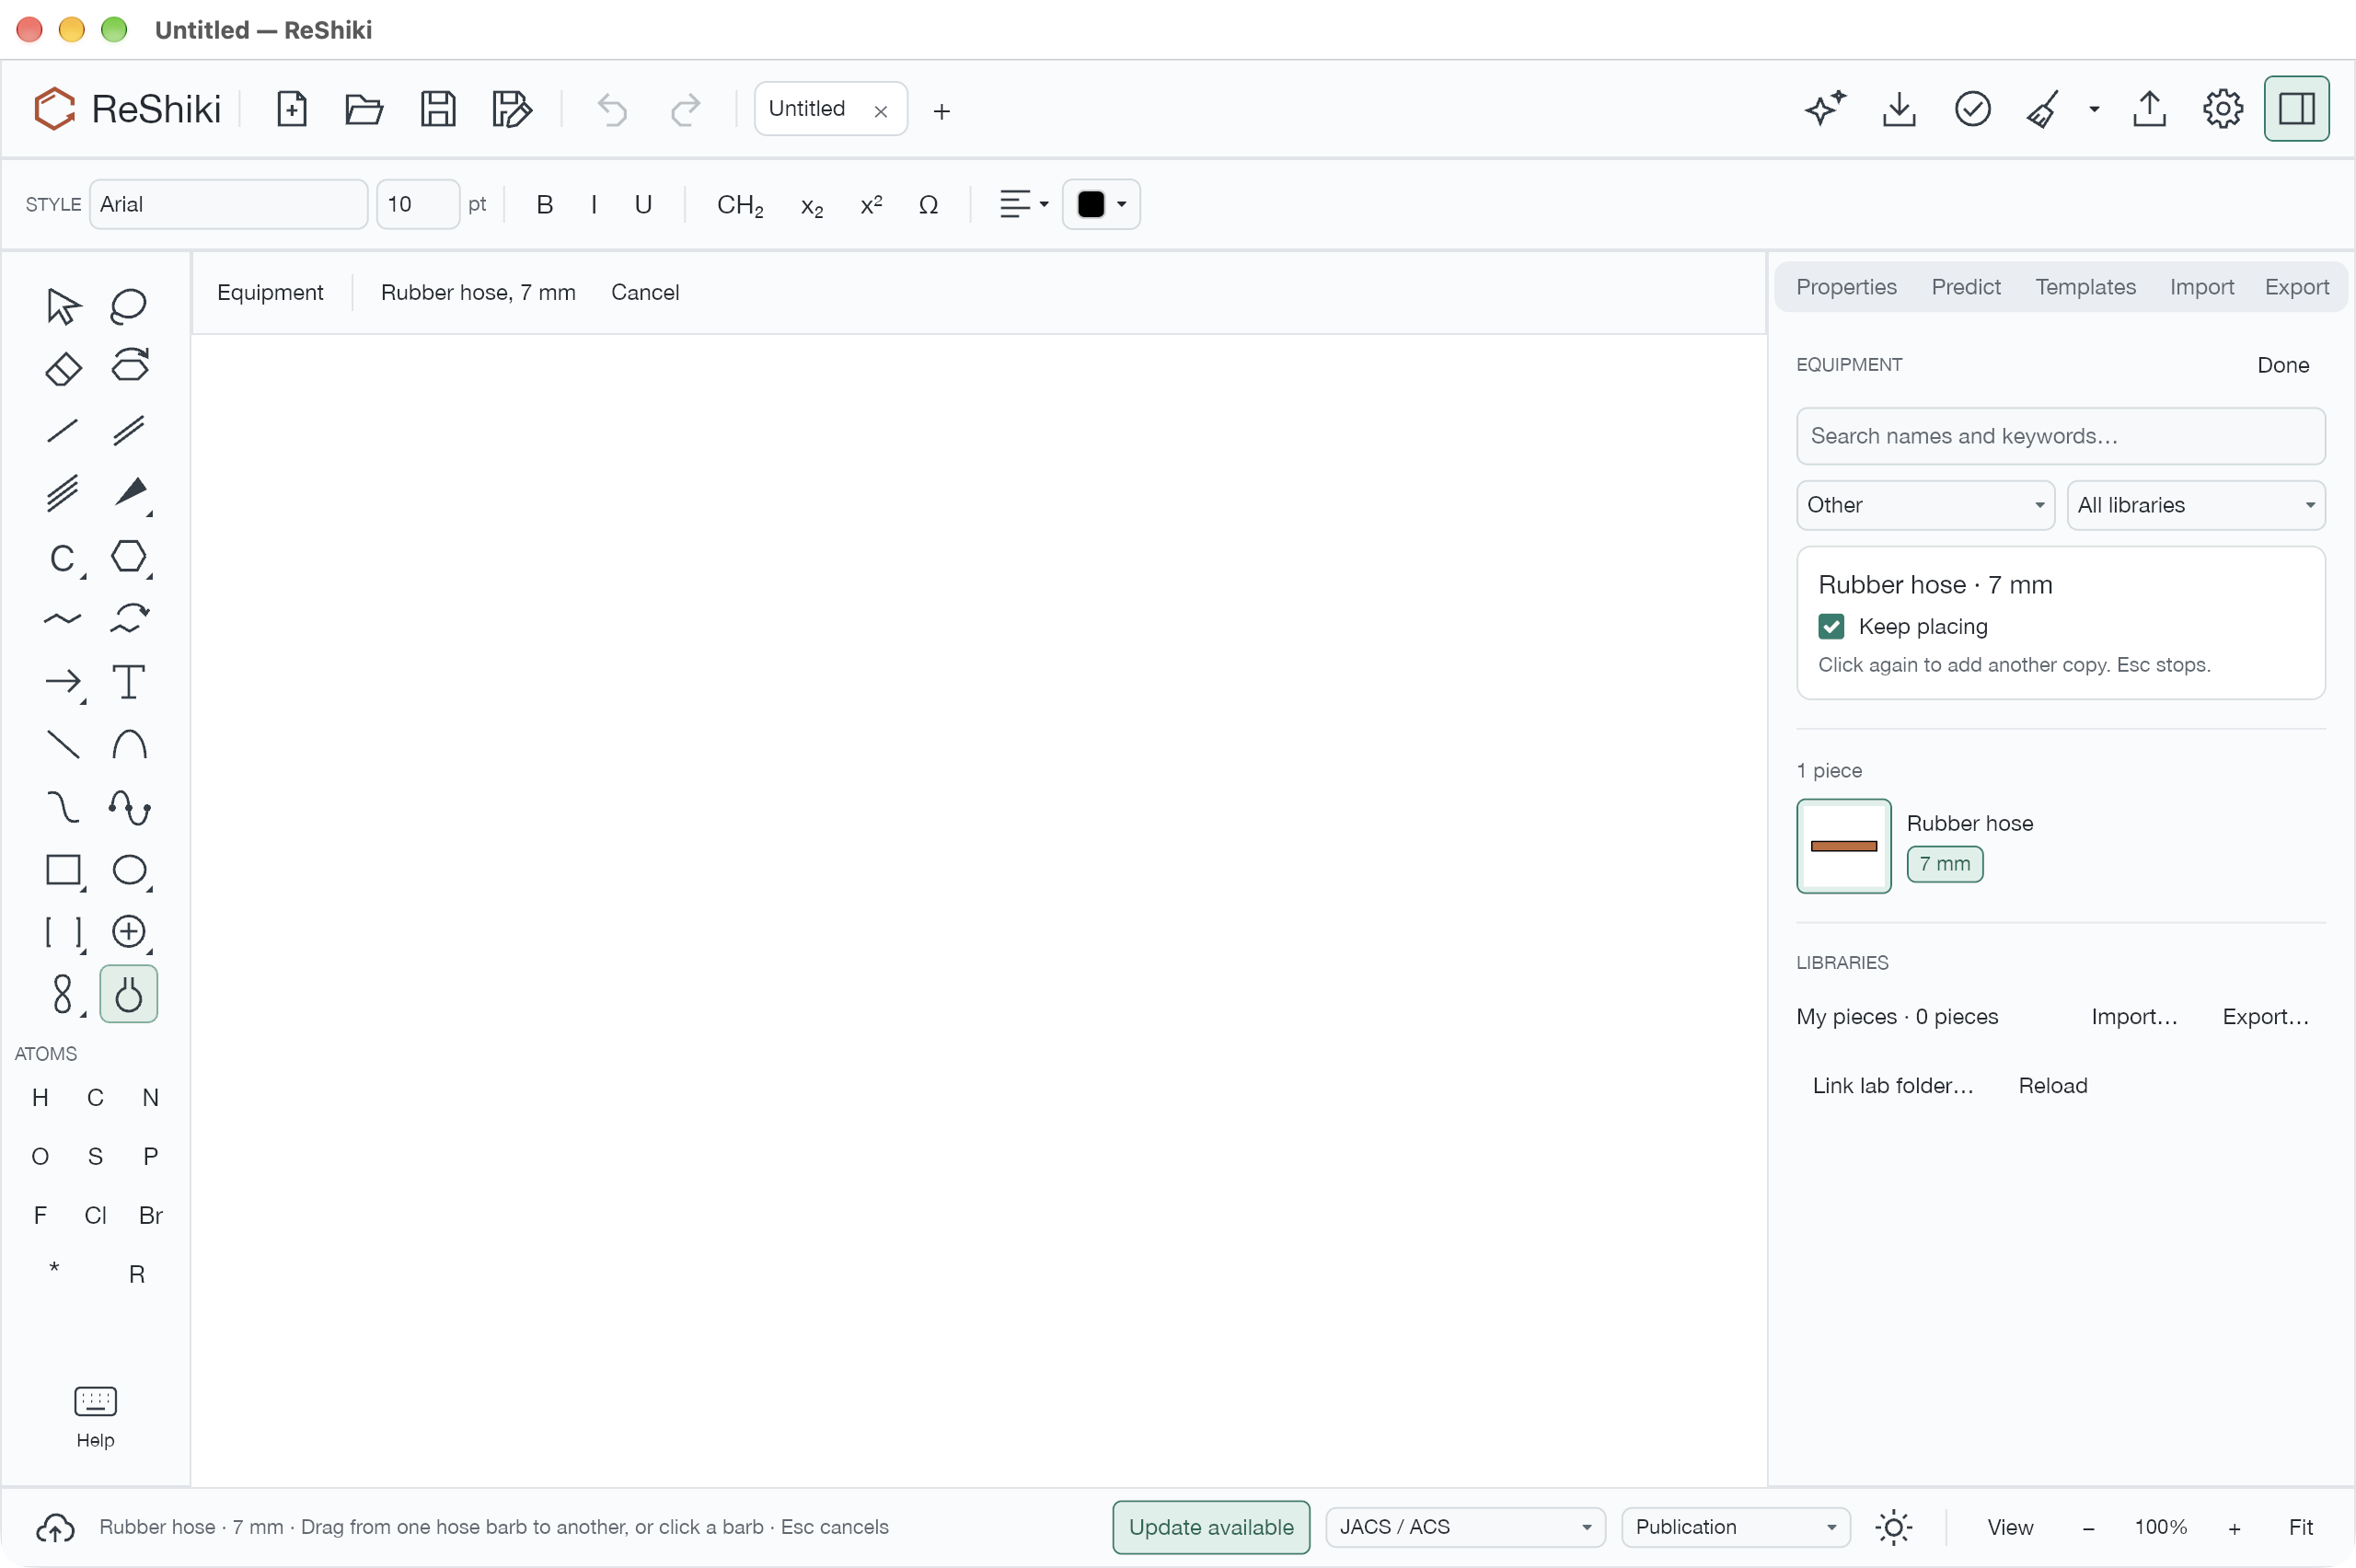 Untitled — ReShiki
ReShiki
Untitled × +
STYLE Arial 10 pt B I U CH₂ x₂ x² Ω
Equipment Rubber hose, 7 mm Cancel
Properties Predict Templates Import Export
EQUIPMENT Done
Search names and keywords…
Other All libraries
Rubber hose · 7 mm
Keep placing
Click again to add another copy. Esc stops.
1 piece
Rubber hose
7 mm
LIBRARIES
My pieces · 0 pieces Import… Export…
Link lab folder… Reload
C
T
[ ]
ATOMS
H C N
O S P
F Cl Br
* R
Help
Rubber hose · 7 mm · Drag from one hose barb to another, or click a barb · Esc cancels
Update available JACS / ACS Publication View − 100% + Fit